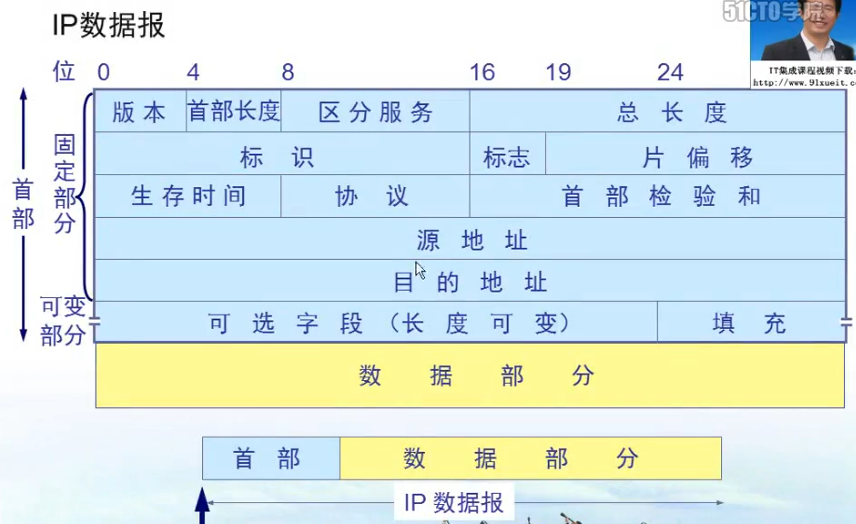 51CTO学院
IP数据报
IT集成课程视频下载:
http://www.91xueit.co
位 0 4 8 16 19 24
版本 首部长度 区分服务 总长度
标识 标志 片偏移
生存时间 协议 首部检验和
源地址
目的地址
可选字段(长度可变) 填充
数据部分
首部
固定部分
可变部分
首部 数据部分
IP 数据报